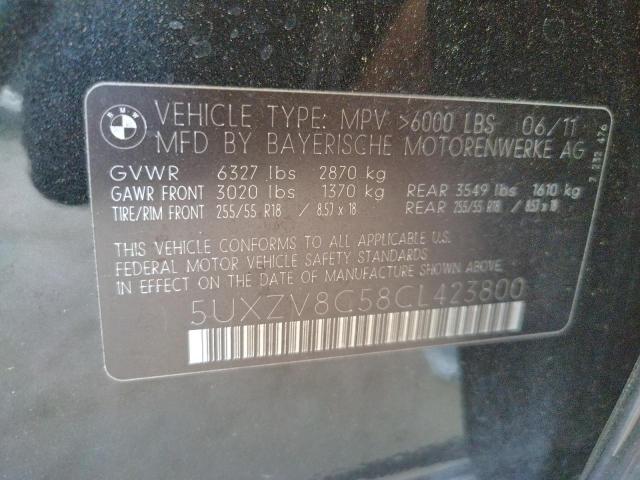 BMW
VEHICLE TYPE: MPV >6000 LBS 06/11
MFD BY BAYERISCHE MOTORENWERKE AG
GVWR 6327 lbs 2870 kg
GAWR FRONT 3020 lbs 1370 kg REAR 3549 lbs 1610 kg
TIRE/RIM FRONT 255/55 R18 / 8.5J x 18 REAR 255/55 R18 / 8.5J x 18
THIS VEHICLE CONFORMS TO ALL APPLICABLE U.S.
FEDERAL MOTOR VEHICLE SAFETY STANDARDS
IN EFFECT ON THE DATE OF MANUFACTURE SHOWN ABOVE.
5UXZV8C58CL423800